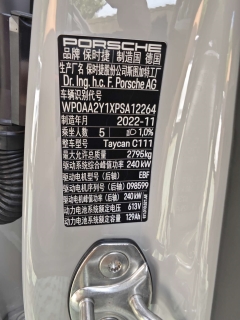 PORSCHE
品牌 保时捷 制造国 德国
生产厂名 保时捷股份公司斯图加特工厂
Dr. Ing. h.c. F. Porsche AG
车辆识别代号
WP0AA2Y1XPSA12264
制造年月 2022-11
乘坐人数 5 1,0%
整车型号 Taycan C111
最大允许总质量 2795kg
驱动系统综合峰值功率 240 kW
驱动电机型号 (后轴) EBF
驱动电机序列号 (后轴) 098599
驱动电机峰值功率 (后轴) 240 kW
动力电池系统额定电压 613V
动力电池系统额定容量 129Ah